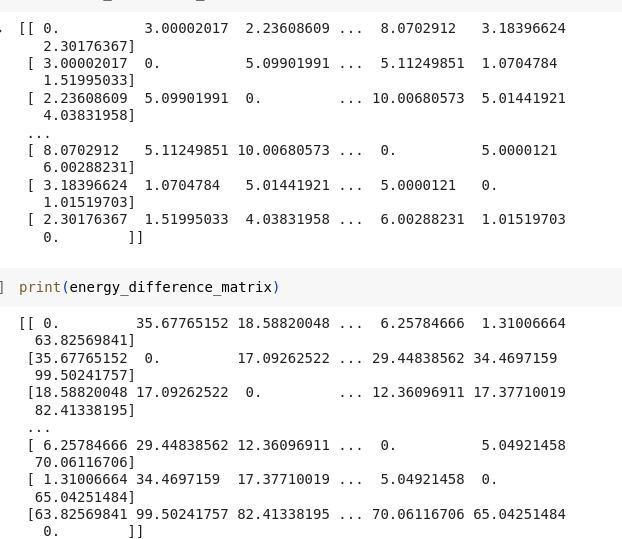 [[ 0.          3.00002017  2.23608609 ...  8.0702912   3.18396624
   2.30176367]
 [ 3.00002017  0.          5.09901991 ...  5.11249851  1.0704784
   1.51995033]
 [ 2.23608609  5.09901991  0.         ... 10.00680573  5.01441921
   4.03831958]
 ...
 [ 8.0702912   5.11249851 10.00680573 ...  0.          5.0000121
   6.00288231]
 [ 3.18396624  1.0704784   5.01441921 ...  5.0000121   0.
   1.01519703]
 [ 2.30176367  1.51995033  4.03831958 ...  6.00288231  1.01519703
   0.        ]]
] print(energy_difference_matrix)
[[ 0.         35.67765152 18.58820048 ...  6.25784666  1.31006664
  63.82569841]
 [35.67765152  0.         17.09262522 ... 29.44838562 34.4697159
  99.50241757]
 [18.58820048 17.09262522  0.         ... 12.36096911 17.37710019
  82.41338195]
 ...
 [ 6.25784666 29.44838562 12.36096911 ...  0.          5.04921458
  70.06116706]
 [ 1.31006664 34.4697159  17.37710019 ...  5.04921458  0.
  65.04251484]
 [63.82569841 99.50241757 82.41338195 ... 70.06116706 65.04251484
   0.        ]]